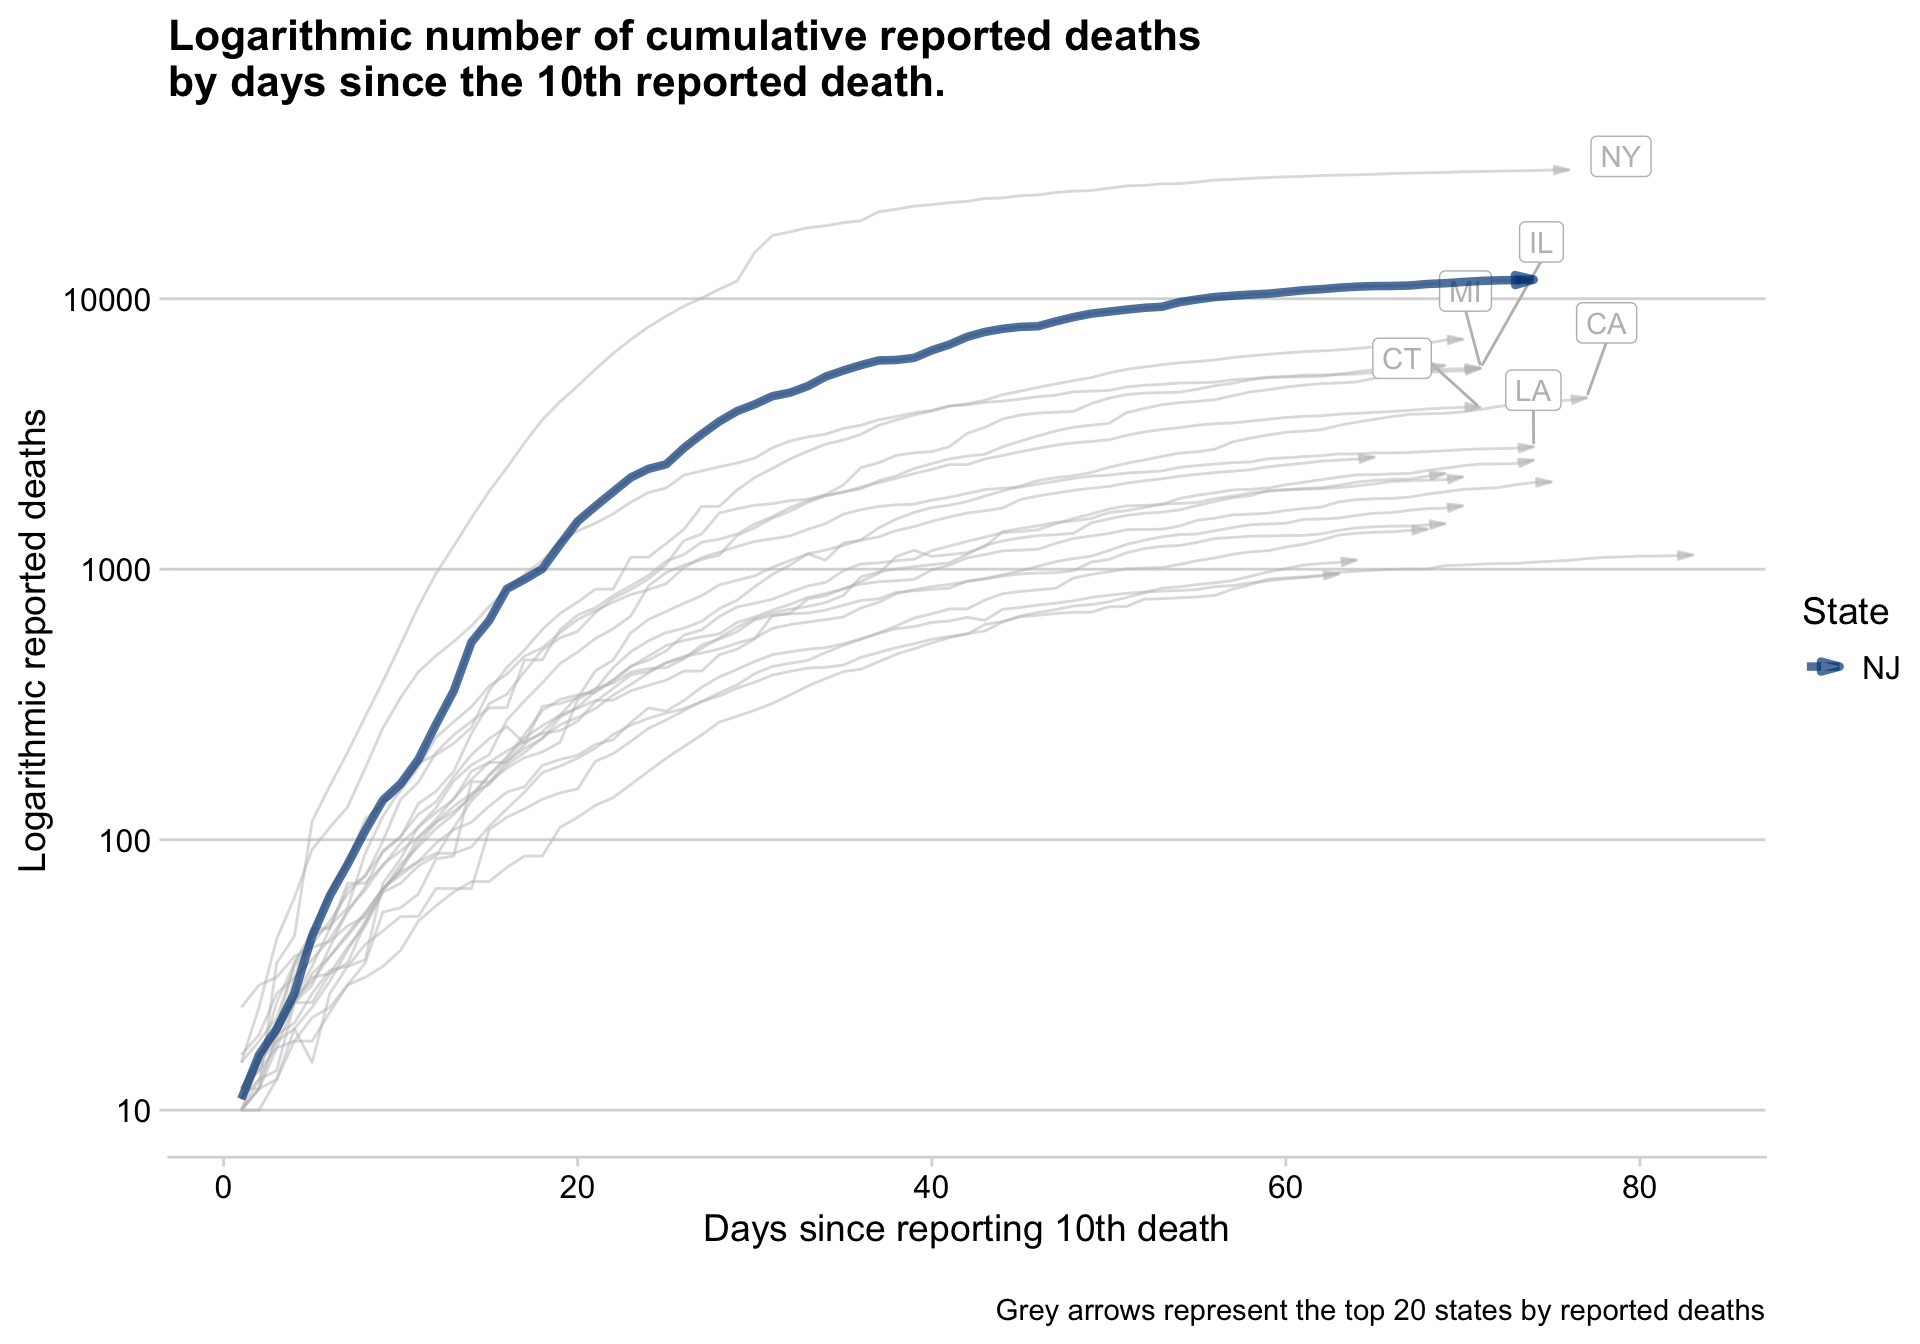 Logarithmic number of cumulative reported deaths
by days since the 10th reported death.
NY
IL
MI
CA
CT
LA
10000
1000
100
10
Logarithmic reported deaths
State
NJ
0 20 40 60 80
Days since reporting 10th death
Grey arrows represent the top 20 states by reported deaths